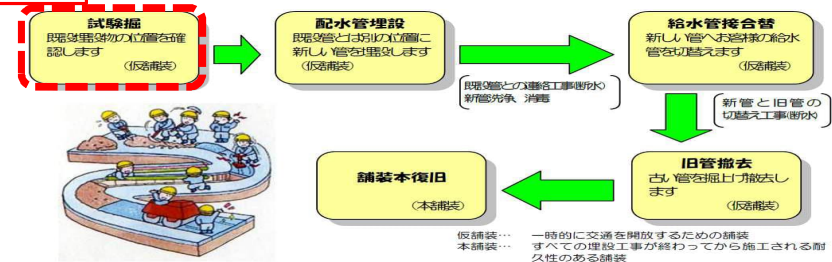 試験掘
既設埋設物の位置を確
認します
（仮舗装）
配水管埋設
既設管とは別の位置に
新しい管を埋設します
（仮舗装）
給水管接合替
新しい管へお客様の給水
管を切替えます
（仮舗装）
既設管との連絡工事（断水）
新管洗浄、消毒
新管と旧管の
切替え工事（断水）
舗装本復旧
（本舗装）
旧管撤去
古い管を掘上げ撤去し
ます
（仮舗装）
仮舗装…　一時的に交通を開放するための舗装
本舗装…　すべての埋設工事が終わってから施工される耐
久性のある舗装